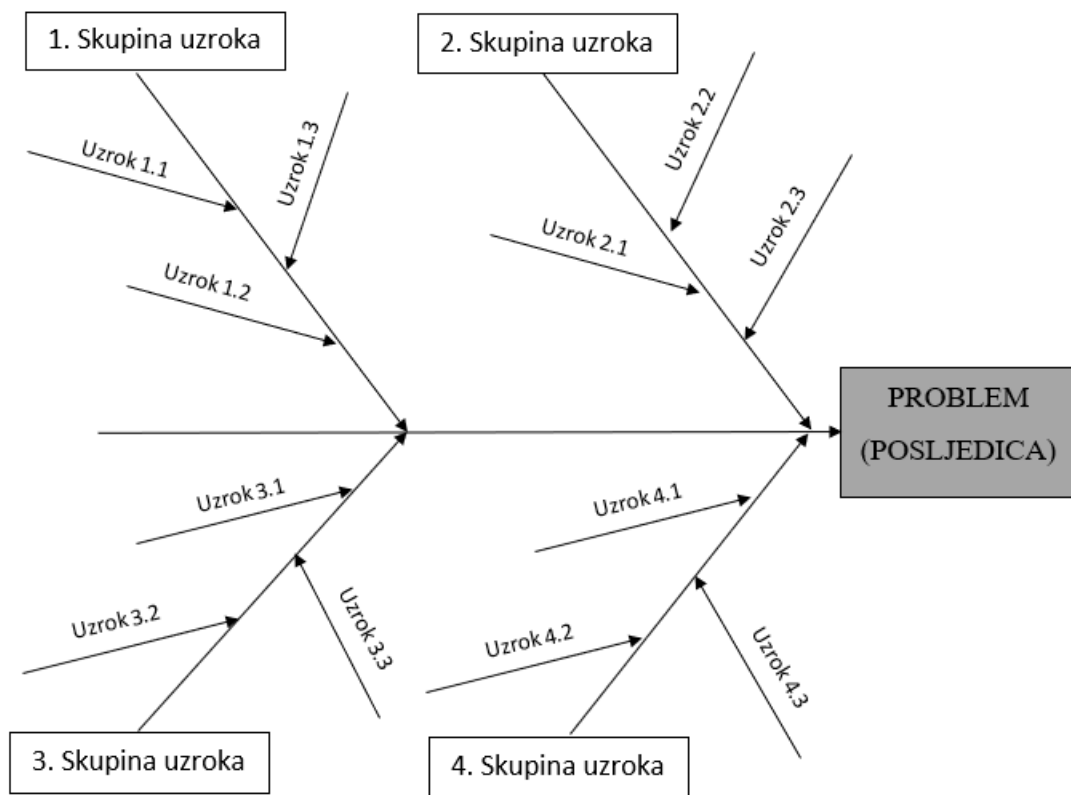 1. Skupina uzroka
2. Skupina uzroka
Uzrok 1.1
Uzrok 1.3
Uzrok 1.2
Uzrok 2.2
Uzrok 2.1
Uzrok 2.3
PROBLEM
(POSLJEDICA)
Uzrok 3.1
Uzrok 3.2
Uzrok 3.3
Uzrok 4.1
Uzrok 4.2
Uzrok 4.3
3. Skupina uzroka
4. Skupina uzroka